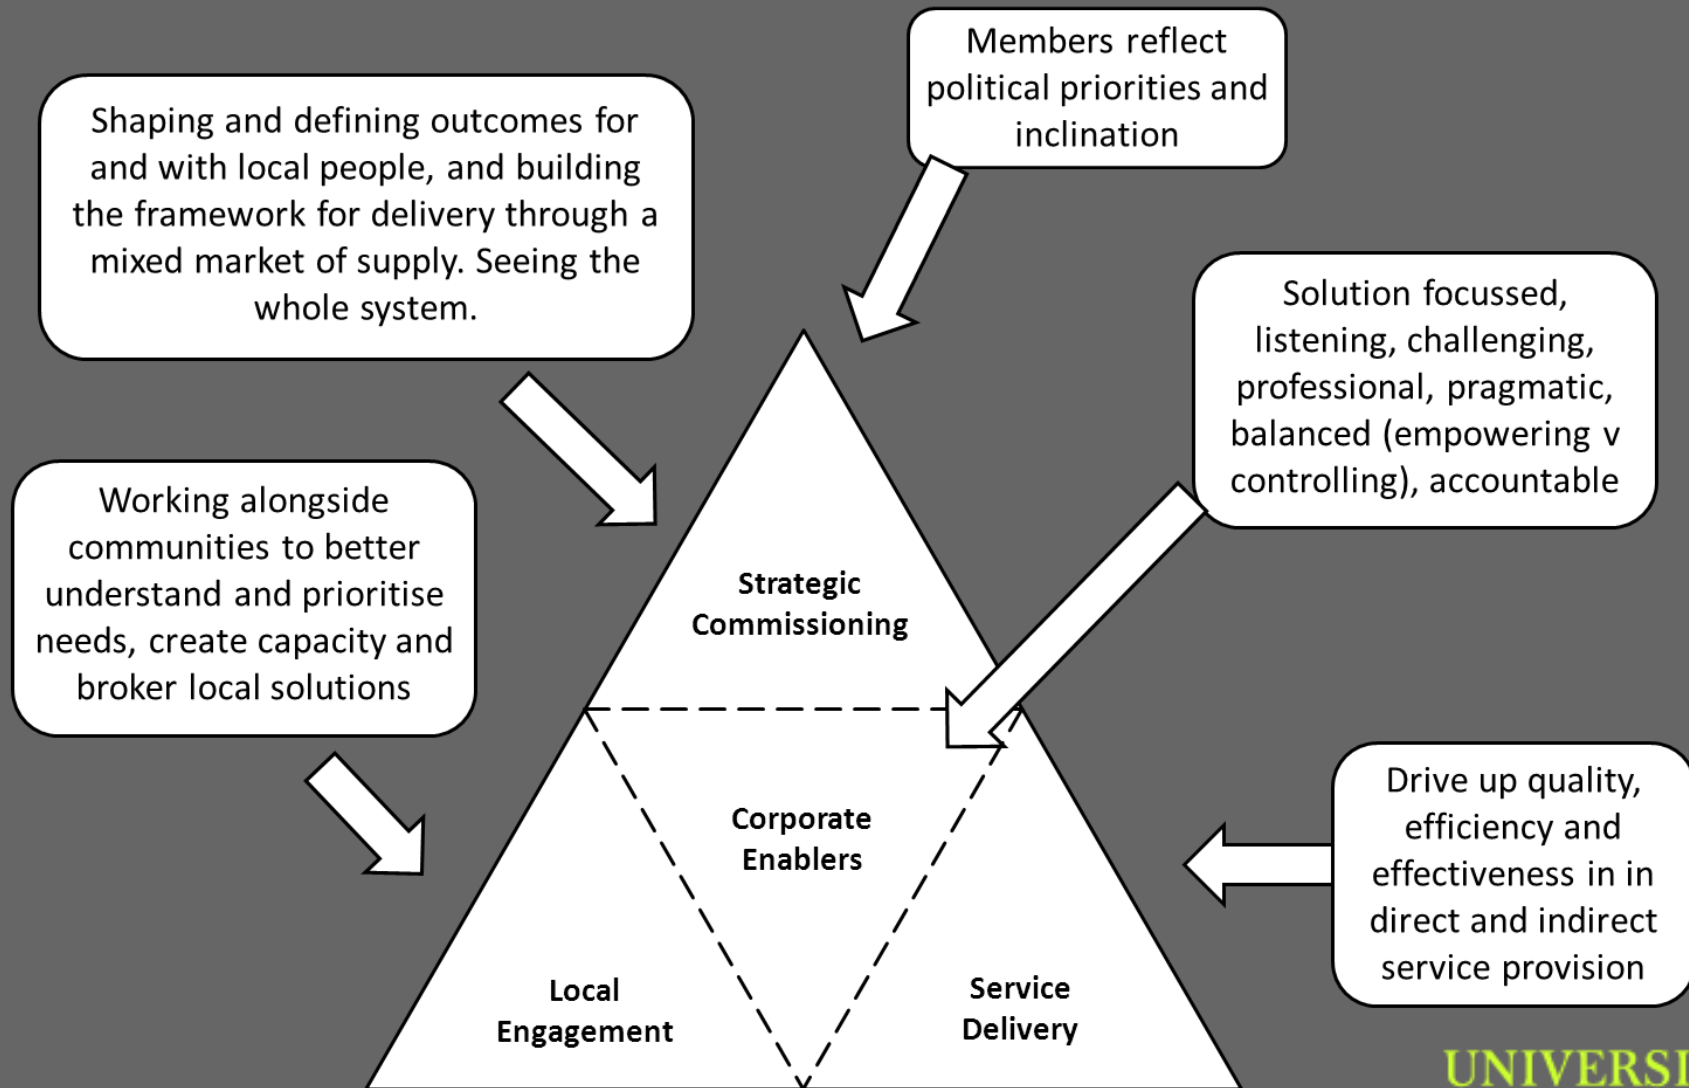 Members reflect
political priorities and
inclination
Shaping and defining outcomes for
and with local people, and building
the framework for delivery through a
mixed market of supply. Seeing the
whole system.
Solution focussed,
listening, challenging,
professional, pragmatic,
balanced (empowering v
controlling), accountable
Working alongside
communities to better
understand and prioritise
needs, create capacity and
broker local solutions
Strategic
Commissioning
Corporate
Enablers
Drive up quality,
efficiency and
effectiveness in in
direct and indirect
service provision
Local
Engagement
Service
Delivery
UNIVERSI